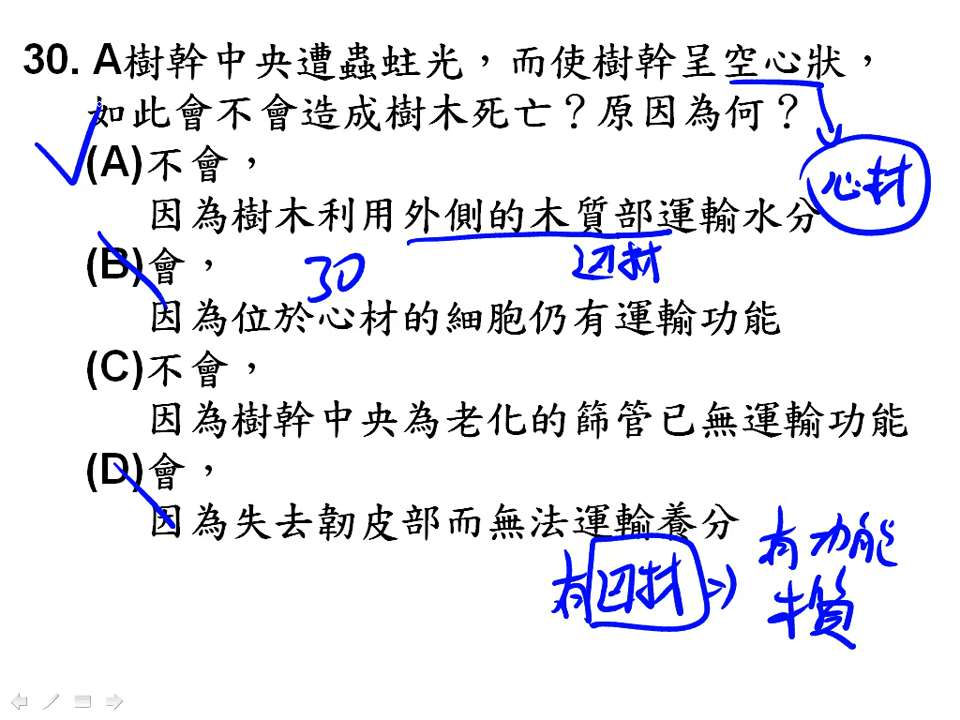 30. A樹幹中央遭蟲蛀光，而使樹幹呈空心狀，
如此會不會造成樹木死亡？原因為何？
(A)不會，
心材
因為樹木利用外側的木質部運輸水分
(B)會，
30
边材
因為位於心材的細胞仍有運輸功能
(C)不會，
因為樹幹中央為老化的篩管已無運輸功能
(D)會，
因為失去韌皮部而無法運輸養分
有边材→有功能
木質